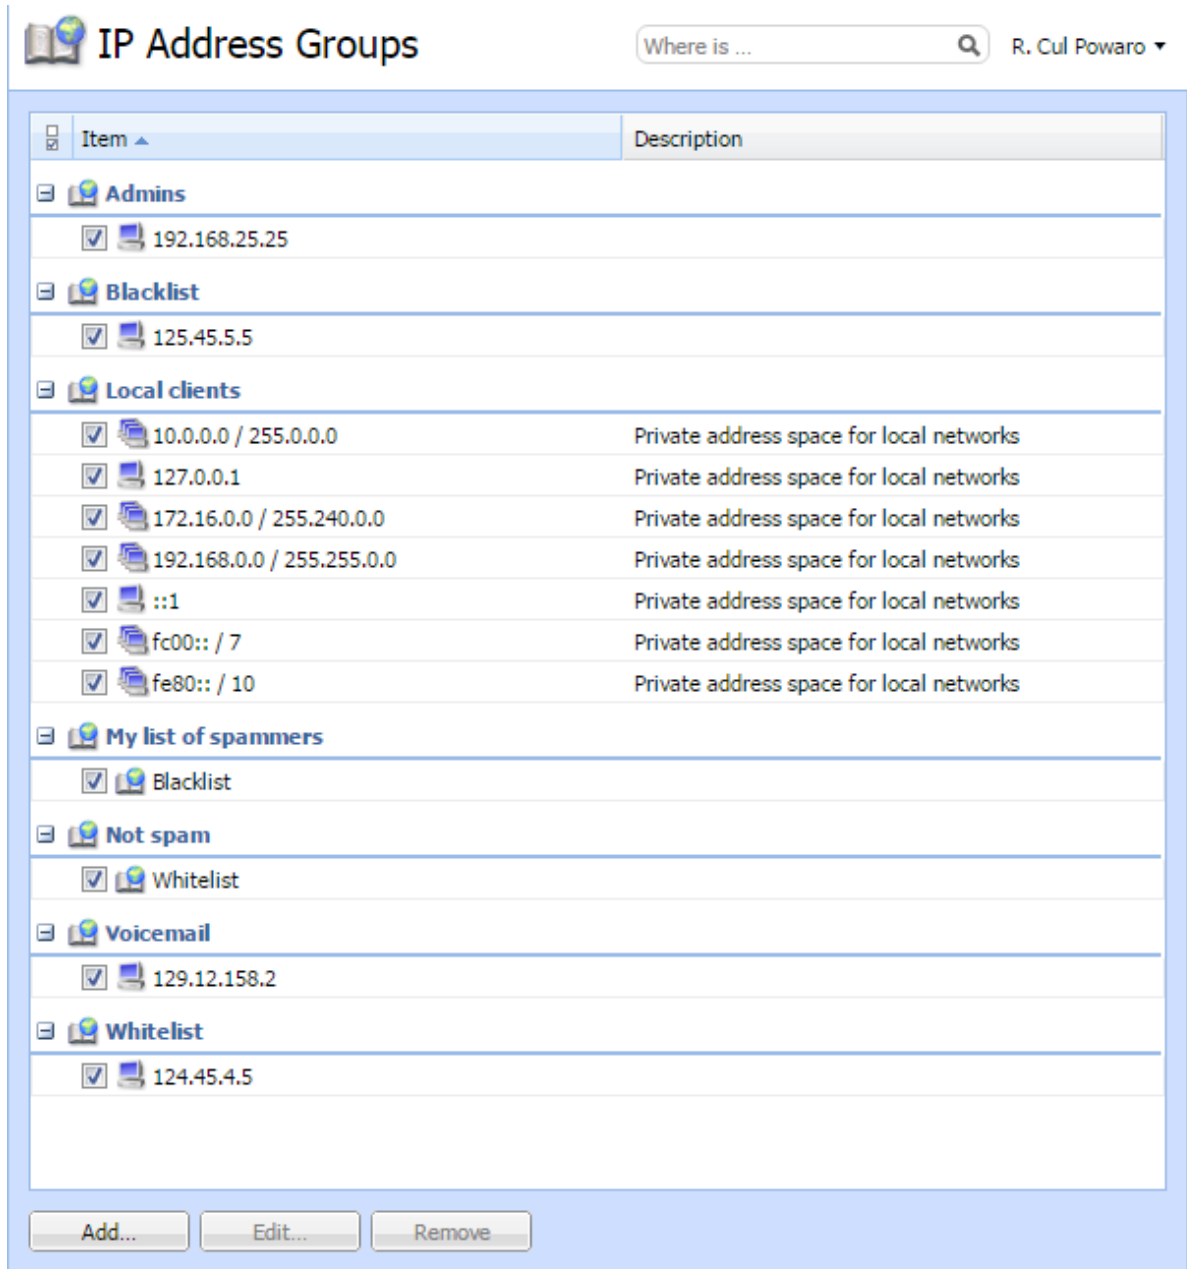 IP Address Groups
Where is ...
R. Cul Powaro
Item
Description
Admins
192.168.25.25
Blacklist
125.45.5.5
Local clients
10.0.0.0 / 255.0.0.0 Private address space for local networks
127.0.0.1 Private address space for local networks
172.16.0.0 / 255.240.0.0 Private address space for local networks
192.168.0.0 / 255.255.0.0 Private address space for local networks
::1 Private address space for local networks
fc00:: / 7 Private address space for local networks
fe80:: / 10 Private address space for local networks
My list of spammers
Blacklist
Not spam
Whitelist
Voicemail
129.12.158.2
Whitelist
124.45.4.5
Add...
Edit...
Remove